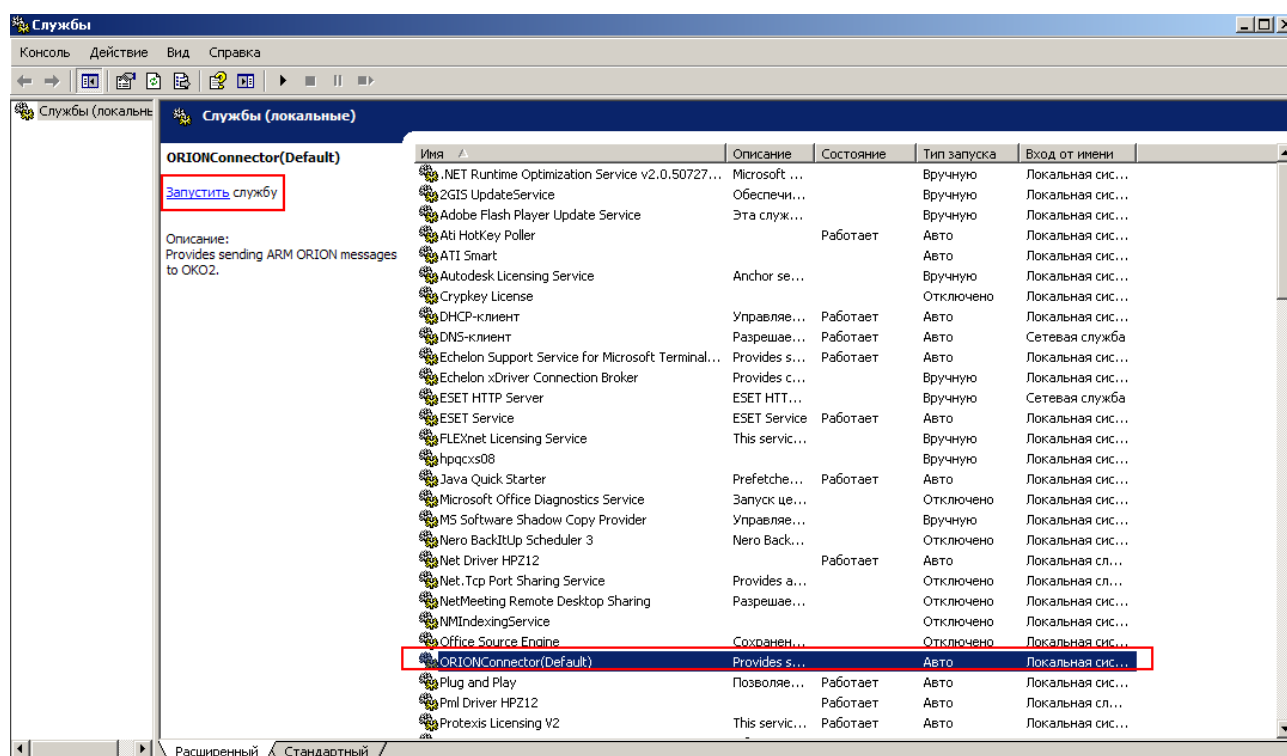 Службы
Консоль Действие Вид Справка
Службы (локальнь
Службы (локальные)
ORIONConnector(Default)
Запустить службу
Описание:
Provides sending ARM ORION messages
to OKO2.
Имя Описание Состояние Тип запуска Вход от имени
.NET Runtime Optimization Service v2.0.50727... Microsoft ... Вручную Локальная сис...
2GIS UpdateService Обеспечи... Вручную Локальная сис...
Adobe Flash Player Update Service Эта служ... Вручную Локальная сис...
Ati HotKey Poller Работает Авто Локальная сис...
ATI Smart Авто Локальная сис...
Autodesk Licensing Service Anchor se... Вручную Локальная сис...
Crypkey License Отключено Локальная сис...
DHCP-клиент Управляе... Работает Авто Локальная сис...
DNS-клиент Разрешае... Работает Авто Сетевая служба
Echelon Support Service for Microsoft Terminal... Provides s... Работает Авто Локальная сис...
Echelon xDriver Connection Broker Provides c... Вручную Локальная сис...
ESET HTTP Server ESET HTT... Вручную Сетевая служба
ESET Service ESET Service Работает Авто Локальная сис...
FLEXnet Licensing Service This servic... Вручную Локальная сис...
hpqcxs08 Вручную Локальная сис...
Java Quick Starter Prefetche... Работает Авто Локальная сис...
Microsoft Office Diagnostics Service Запуск це... Отключено Локальная сис...
MS Software Shadow Copy Provider Управляе... Вручную Локальная сис...
Nero BackItUp Scheduler 3 Nero Back... Отключено Локальная сис...
Net Driver HPZ12 Работает Авто Локальная сл...
Net.Tcp Port Sharing Service Provides a... Отключено Локальная сл...
NetMeeting Remote Desktop Sharing Разрешае... Отключено Локальная сис...
NMIndexingService Отключено Локальная сис...
Office Source Engine Сохранен... Отключено Локальная сис...
ORIONConnector(Default) Provides s... Авто Локальная сис...
Plug and Play Позволяе... Работает Авто Локальная сис...
Pml Driver HPZ12 Работает Авто Локальная сл...
Protexis Licensing V2 This servic... Работает Авто Локальная сис...
Расширенный Стандартный